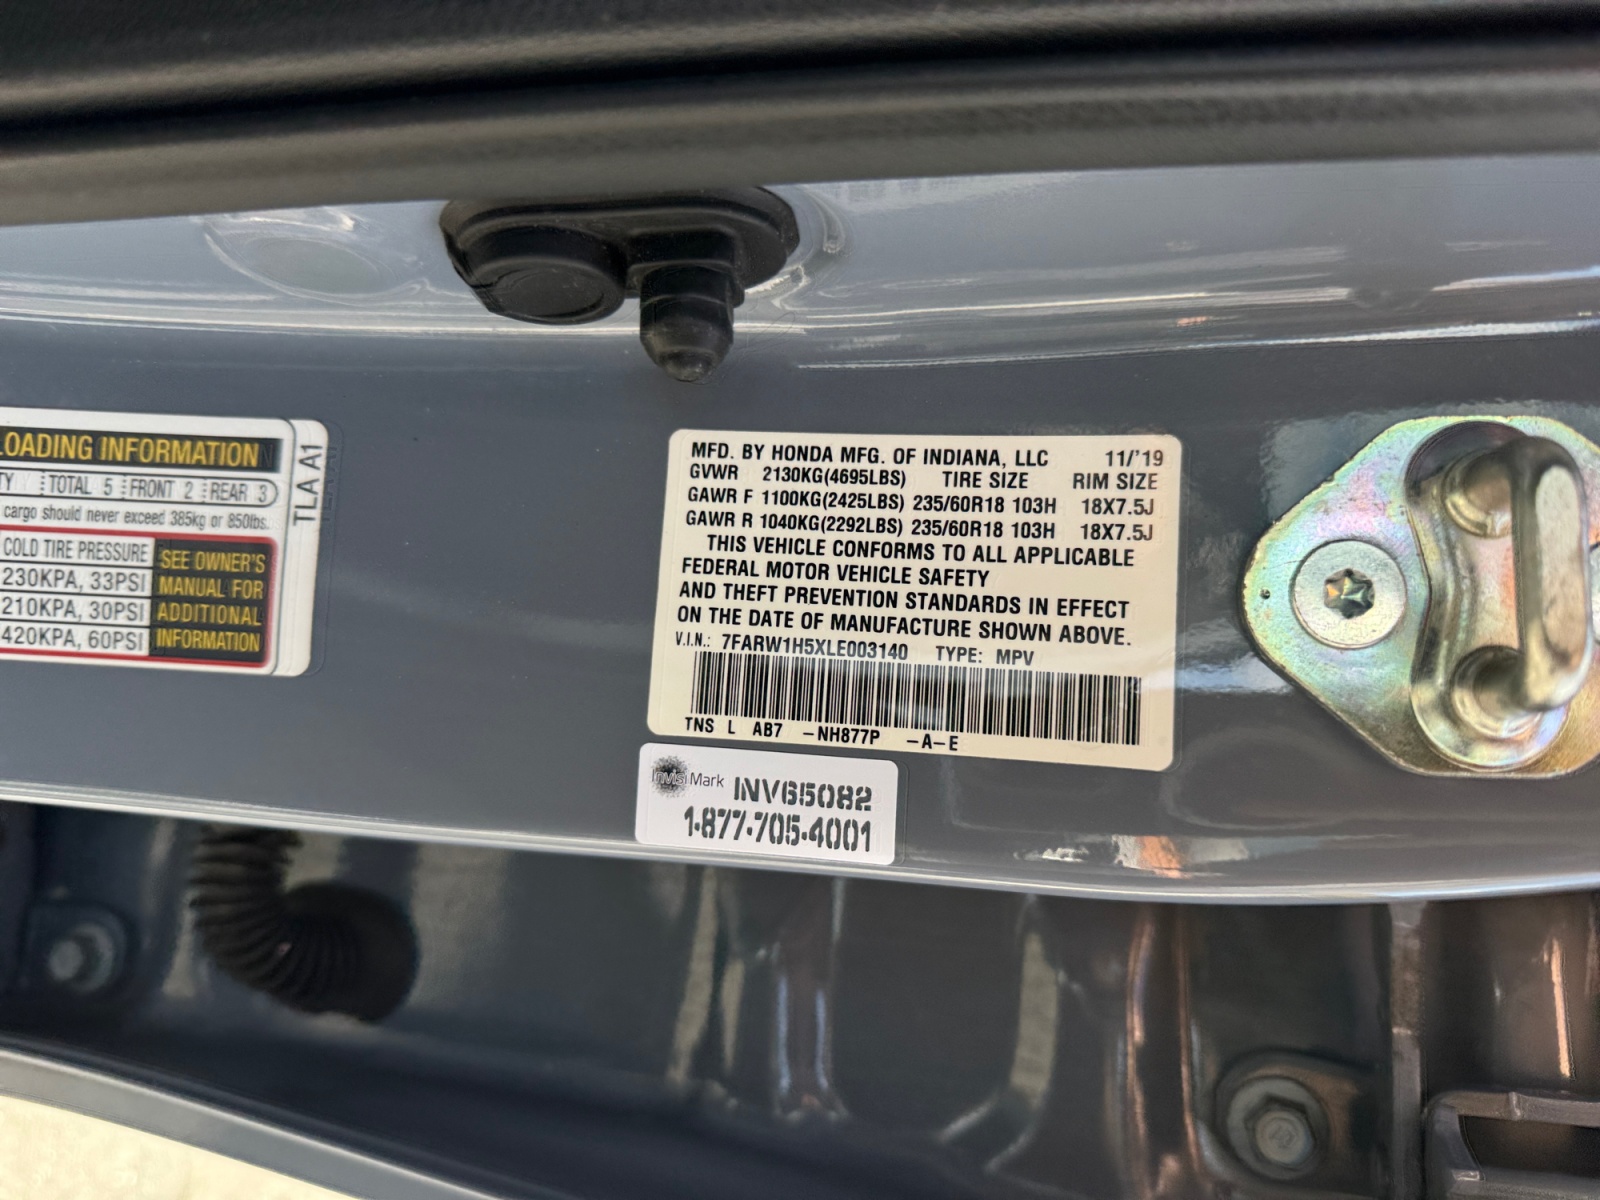 LOADING INFORMATION
TOTAL 5 FRONT 2 REAR 3
cargo should never exceed 385kg or 850lbs.
COLD TIRE PRESSURE
230KPA, 33PSI
210KPA, 30PSI
420KPA, 60PSI
SEE OWNER'S
MANUAL FOR
ADDITIONAL
INFORMATION
TLA A1
MFD. BY HONDA MFG. OF INDIANA, LLC 11/'19
GVWR 2130KG(4695LBS) TIRE SIZE RIM SIZE
GAWR F 1100KG(2425LBS) 235/60R18 103H 18X7.5J
GAWR R 1040KG(2292LBS) 235/60R18 103H 18X7.5J
THIS VEHICLE CONFORMS TO ALL APPLICABLE
FEDERAL MOTOR VEHICLE SAFETY
AND THEFT PREVENTION STANDARDS IN EFFECT
ON THE DATE OF MANUFACTURE SHOWN ABOVE.
V.I.N.: 7FARW1H5XLE003140 TYPE: MPV
TNS L AB7 -NH877P -A-E
InvisiMark INV65082
1-877-705-4001